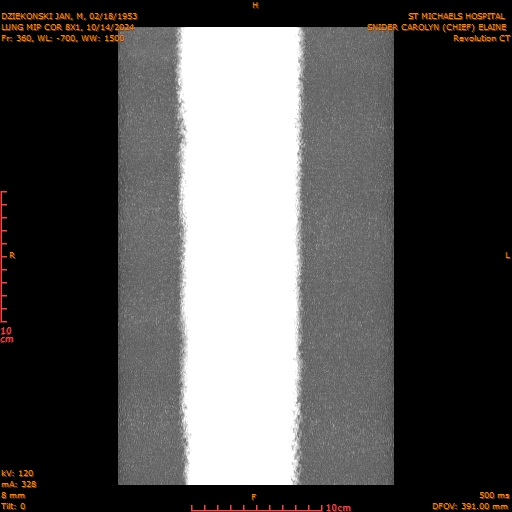 H
DZIEKONSKI JAN, M, 02/18/1953
LUNG MIP COR 8X1, 10/14/2024
Fr: 360, WL: -700, WW: 1500
ST MICHAELS HOSPITAL
SNIDER CAROLYN (CHIEF) ELAINE
Revolution CT
R
L
10
cm
kV: 120
mA: 328
8 mm
Tilt: 0
F
10cm
500 ms
DFOV: 391.00 mm